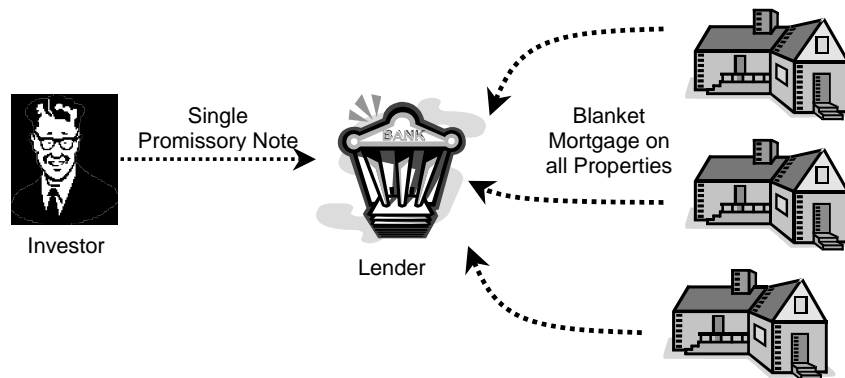 Single
Promissory Note
Investor
BANK
Lender
Blanket
Mortgage on
all Properties